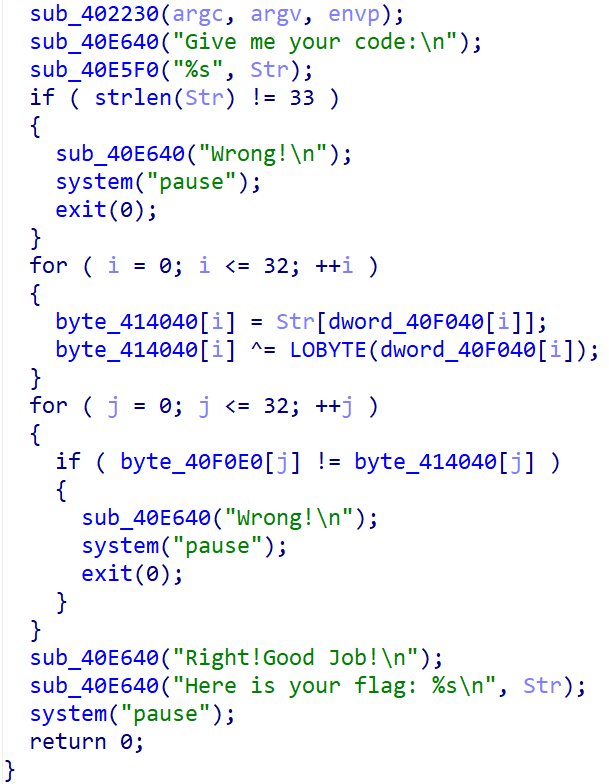 sub_402230(argc, argv, envp);
sub_40E640("Give me your code:\n");
sub_40E5F0("%s", Str);
if ( strlen(Str) != 33 )
{
sub_40E640("Wrong!\n");
system("pause");
exit(0);
}
for ( i = 0; i <= 32; ++i )
{
byte_414040[i] = Str[dword_40F040[i]];
byte_414040[i] ^= LOBYTE(dword_40F040[i]);
}
for ( j = 0; j <= 32; ++j )
{
if ( byte_40F0E0[j] != byte_414040[j] )
{
sub_40E640("Wrong!\n");
system("pause");
exit(0);
}
}
sub_40E640("Right!Good Job!\n");
sub_40E640("Here is your flag: %s\n", Str);
system("pause");
return 0;
}